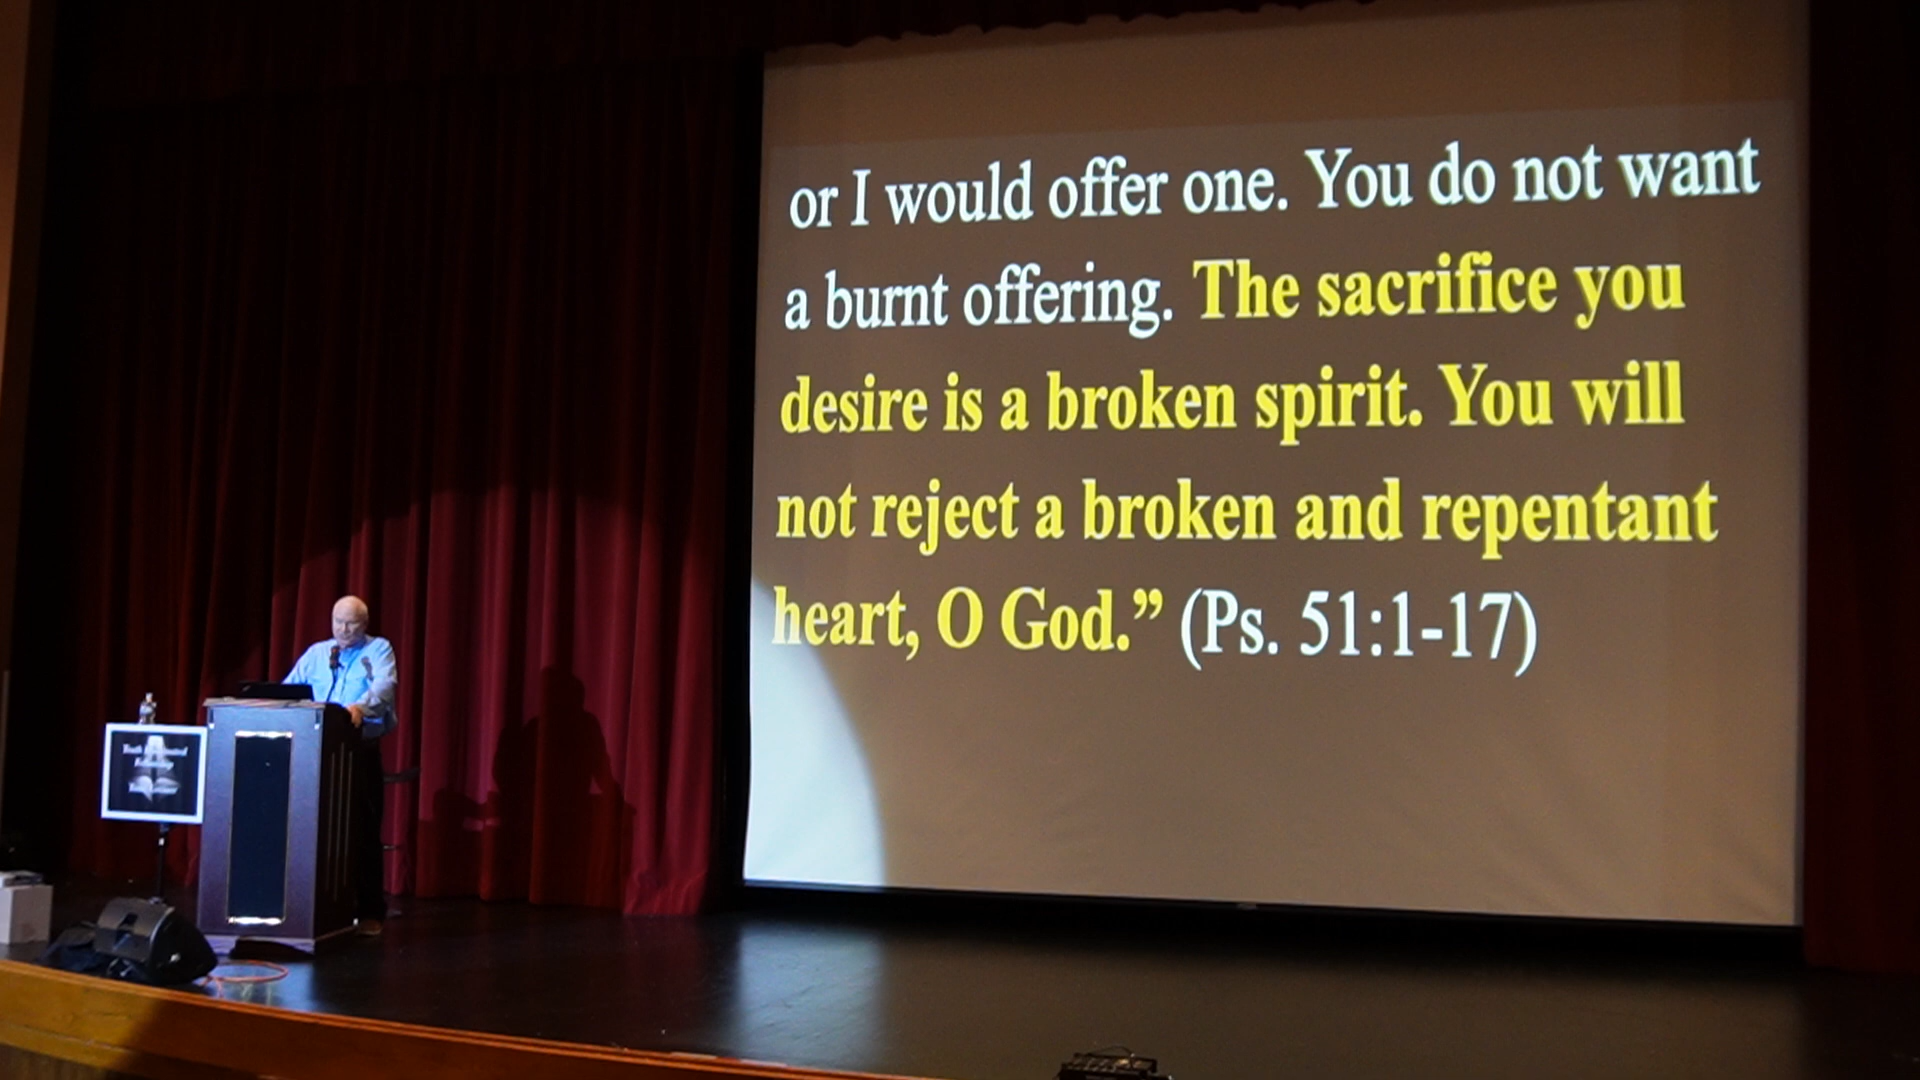 or I would offer one. You do not want
a burnt offering. The sacrifice you
desire is a broken spirit. You will
not reject a broken and repentant
heart, O God.” (Ps. 51:1-17)